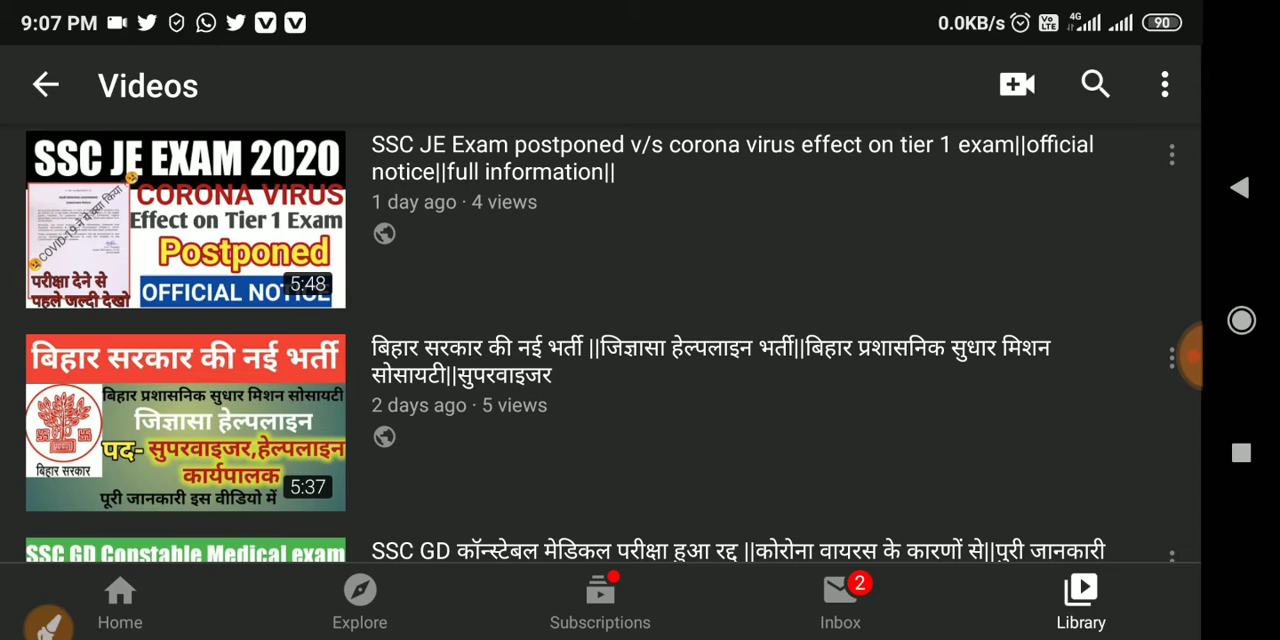 9:07 PM
0.0KB/s
Vo LTE
4G
90
Videos
SSC JE EXAM 2020
CORONA VIRUS
Effect on Tier 1 Exam
COVID-19 ने ये क्या किया
Postponed
परीक्षा देने से
पहले जल्दी देखो
OFFICIAL NOTICE
5:48
SSC JE Exam postponed v/s corona virus effect on tier 1 exam||official
notice||full information||
1 day ago · 4 views
बिहार सरकार की नई भर्ती
बिहार प्रशासनिक सुधार मिशन सोसायटी
जिज्ञासा हेल्पलाइन
पद- सुपरवाइजर,हेल्पलाइन
कार्यपालक
बिहार सरकार
पूरी जानकारी इस वीडियो में
5:37
बिहार सरकार की नई भर्ती ||जिज्ञासा हेल्पलाइन भर्ती||बिहार प्रशासनिक सुधार मिशन
सोसायटी||सुपरवाइजर
2 days ago · 5 views
SSC GD Constable Medical exam
SSC GD कॉन्स्टेबल मेडिकल परीक्षा हुआ रद्द ||कोरोना वायरस के कारणों से||पुरी जानकारी
Home
Explore
Subscriptions
2
Inbox
Library